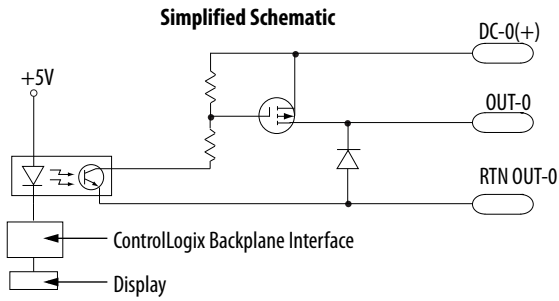 Simplified Schematic
DC-0(+)
+5V
OUT-0
RTN OUT-0
ControlLogix Backplane Interface
Display